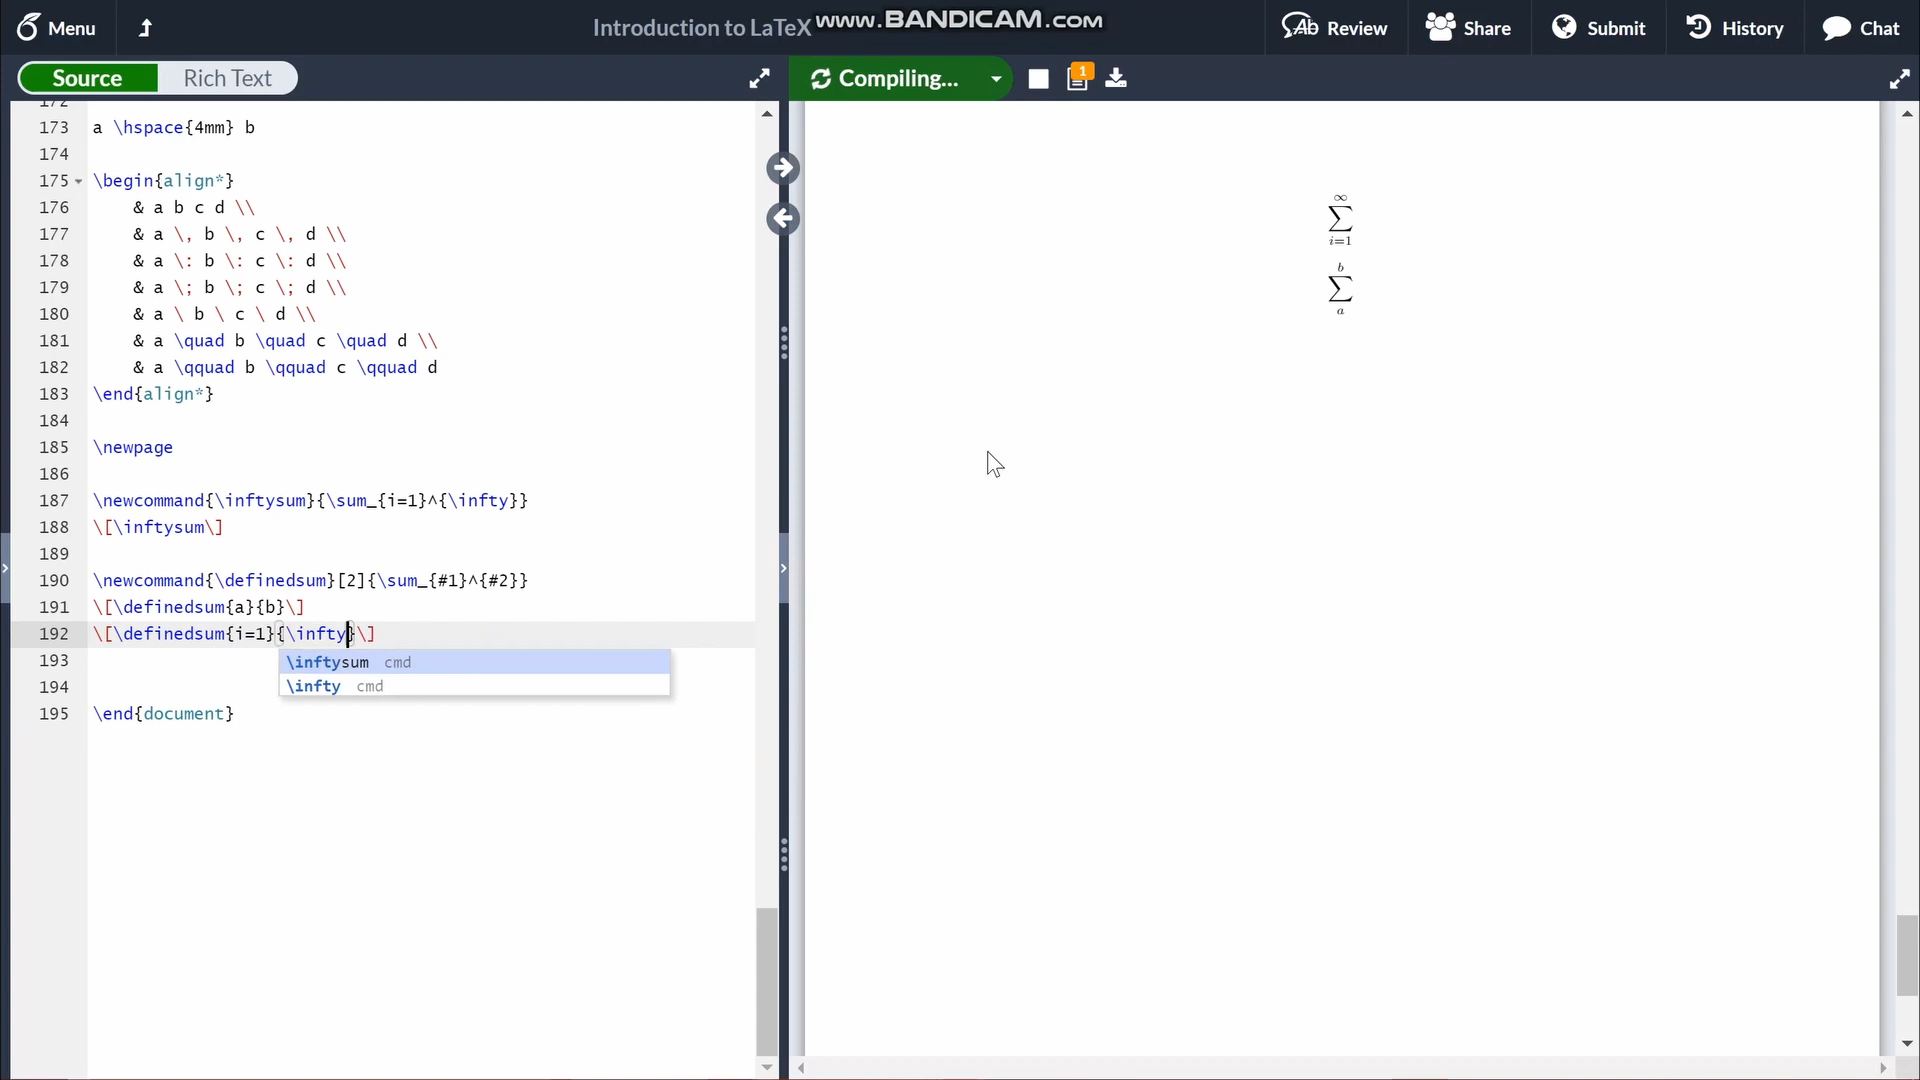 Menu
Introduction to LaTeX
www.BANDICAM.com
Review
Share
Submit
History
Chat
Source
Rich Text
Compiling...
1
172
173 a \hspace{4mm} b
174
175 \begin{align*}
176 & a b c d \\
177 & a \, b \, c \, d \\
178 & a \: b \: c \: d \\
179 & a \; b \; c \; d \\
180 & a \ b \ c \ d \\
181 & a \quad b \quad c \quad d \\
182 & a \qquad b \qquad c \qquad d
183 \end{align*}
184
185 \newpage
186
187 \newcommand{\inftysum}{\sum_{i=1}^{\infty}}
188 \[\inftysum\]
189
190 \newcommand{\definedsum}[2]{\sum_{#1}^{#2}}
191 \[\definedsum{a}{b}\]
192 \[\definedsum{i=1}{\infty}\]
\inftysum cmd
\infty cmd
193
194
195 \end{document}
∞
∑
i=1
b
∑
a